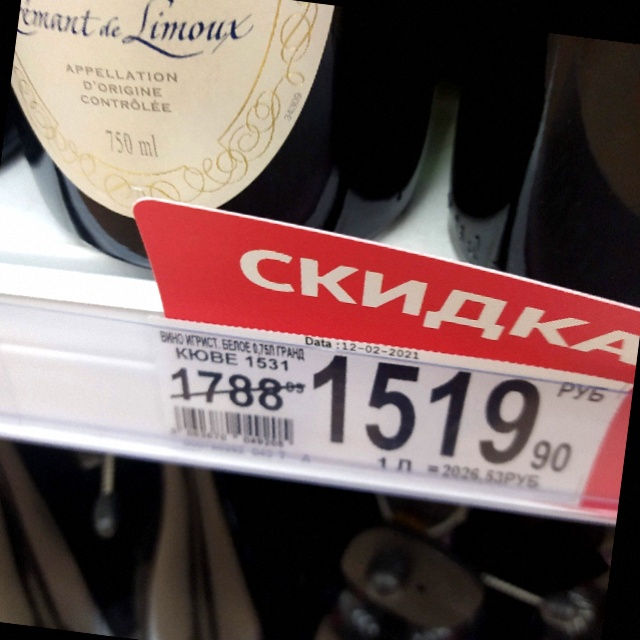 Crémant de Limoux
APPELLATION
D'ORIGINE
CONTRÔLÉE
750 ml
СКИДКА
ВИНО ИГРИСТ. БЕЛОЕ 0,75Л ГРАНД
КЮВЕ 1531
Data :12-02-2021
1788
1519 90 РУБ
1 Л = 2026.53РУБ